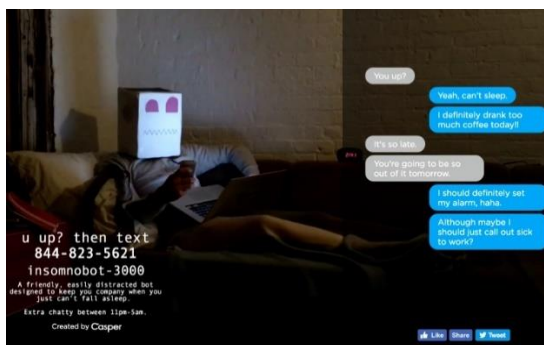 You up?
Yeah, can't sleep.
I definitely drank too
much coffee today!!
It's so late.
You're going to be so
out of it tomorrow.
I should definitely set
my alarm, haha.
Although maybe I
should just call out sick
to work?
u up? then text
844-823-5621
insomnobot-3000
A friendly, easily distracted bot
designed to keep you company when you
just can't fall asleep.
Extra chatty between 11pm-5am.
Created by Casper
Like
Share
Tweet